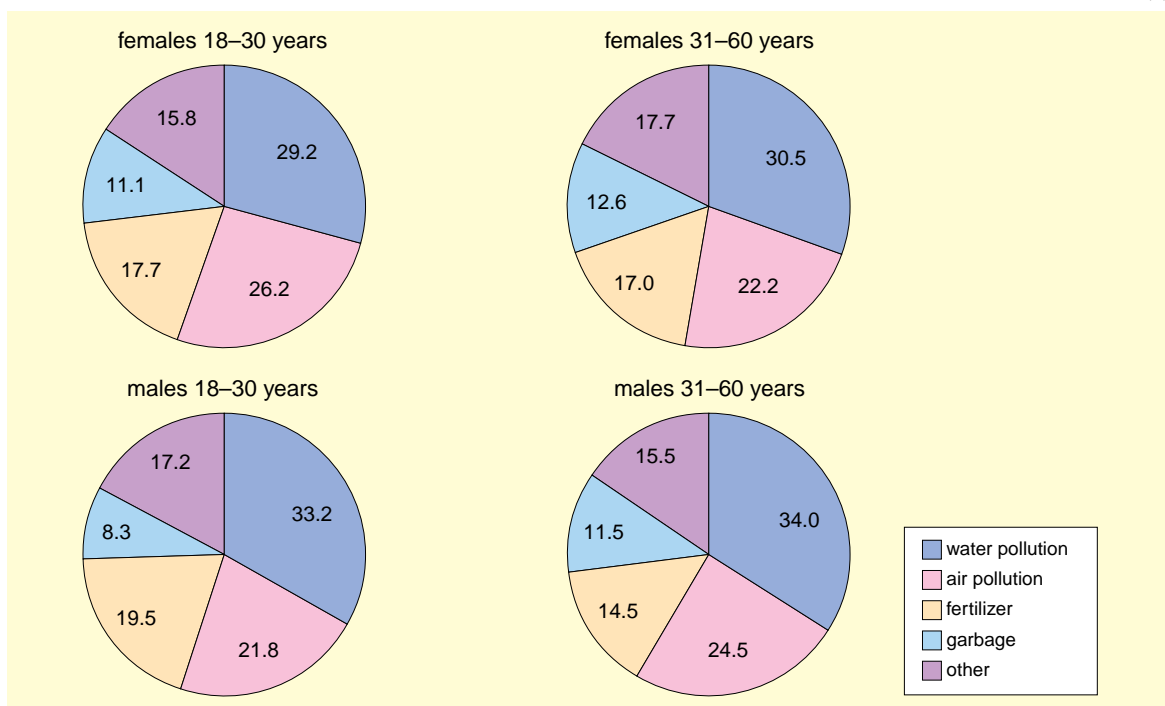 females 18–30 years
15.8
29.2
11.1
17.7
26.2
females 31–60 years
17.7
30.5
12.6
17.0
22.2
males 18–30 years
17.2
33.2
8.3
19.5
21.8
males 31–60 years
15.5
34.0
11.5
14.5
24.5
water pollution
air pollution
fertilizer
garbage
other